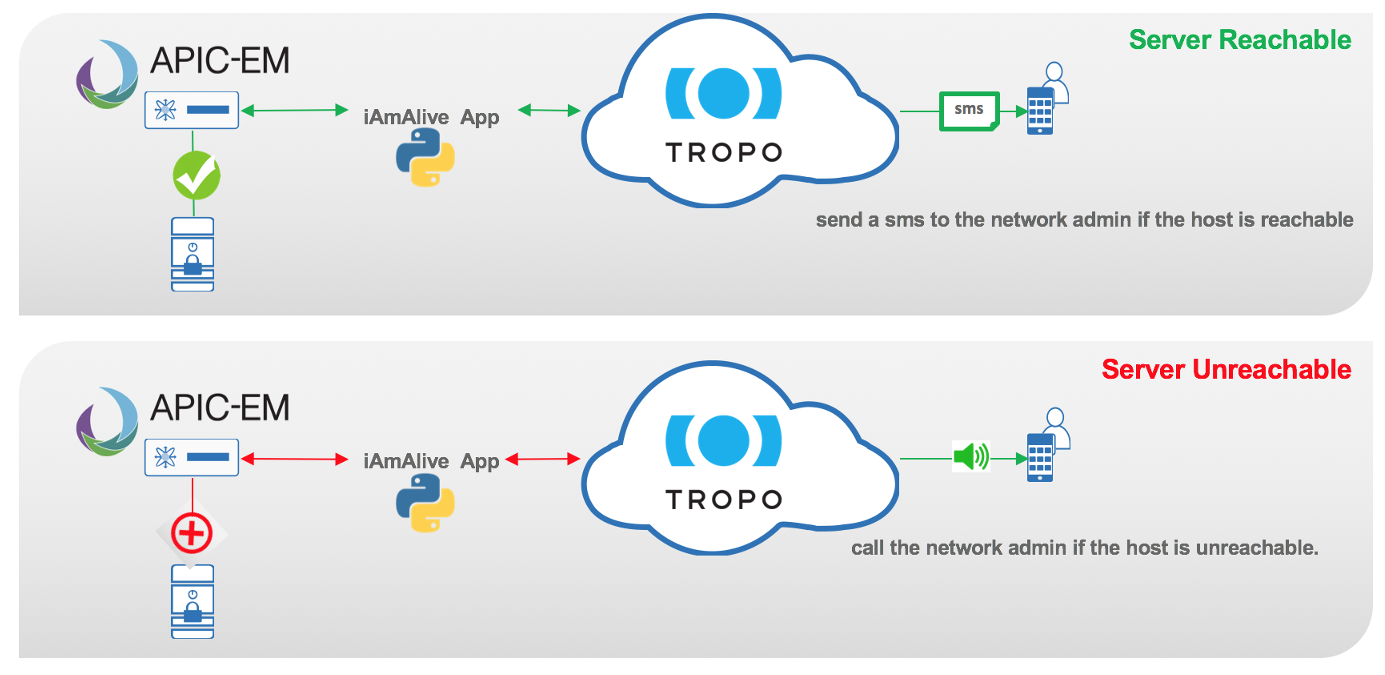 Server Reachable
APIC-EM
iAmAlive App
sms
TROPO
send a sms to the network admin if the host is reachable
Server Unreachable
APIC-EM
iAmAlive App
TROPO
call the network admin if the host is unreachable.